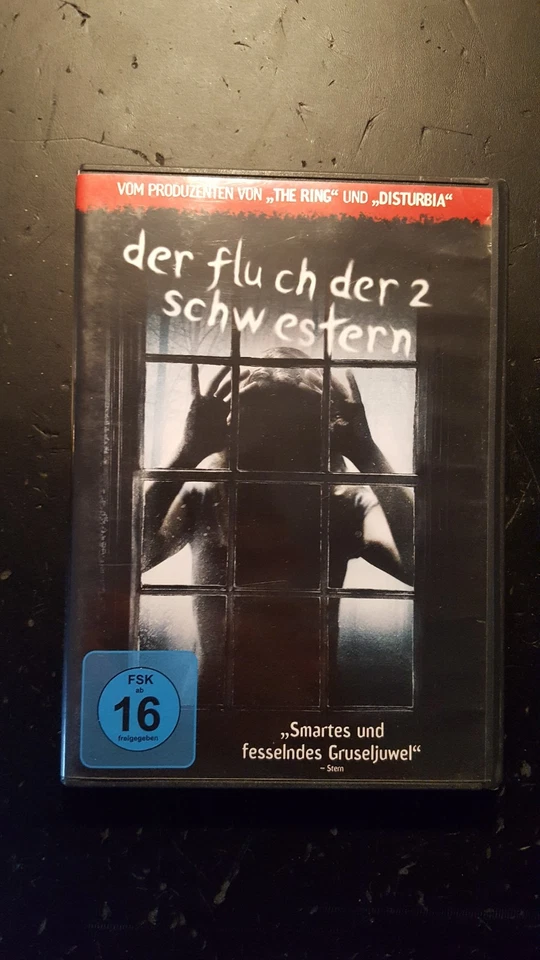 VOM PRODUZENTEN VON „THE RING“ UND „DISTURBIA“
der fluch der 2
schwestern
FSK
ab
16
freigegeben
„Smartes und
fesselndes Gruseljuwel“
– Stern